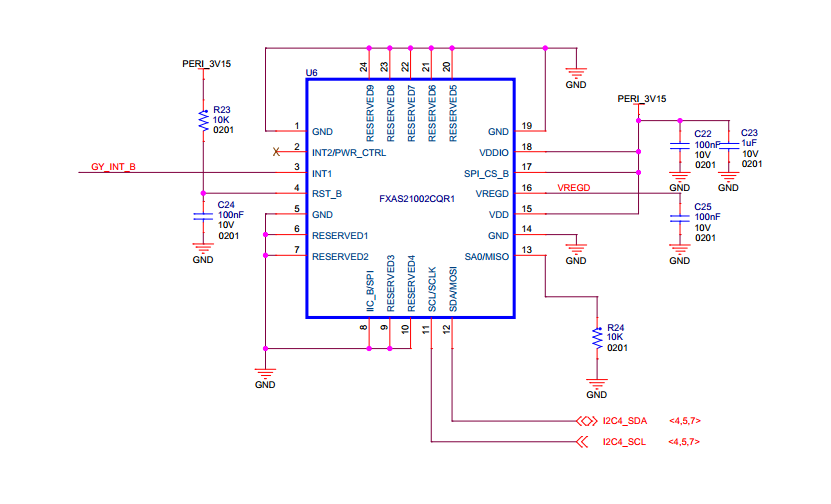 PERI_3V15
R23
10K
0201
GY_INT_B
C24
100nF
10V
0201
GND
U6
24
23
22
21
20
RESERVED9
RESERVED8
RESERVED7
RESERVED6
RESERVED5
1
GND
2
INT2/PWR_CTRL
3
INT1
4
RST_B
5
GND
6
RESERVED1
7
RESERVED2
FXAS21002CQR1
19
GND
18
VDDIO
17
SPI_CS_B
16
VREGD
15
VDD
14
GND
13
SA0/MISO
IIC_B/SPI
RESERVED3
RESERVED4
SCL/SCLK
SDA/MOSI
8
9
10
11
12
GND
GND
PERI_3V15
C22
100nF
10V
0201
C23
1uF
10V
0201
GND
GND
VREGD
C25
100nF
10V
0201
GND
GND
R24
10K
0201
GND
I2C4_SDA <4,5,7>
I2C4_SCL <4,5,7>